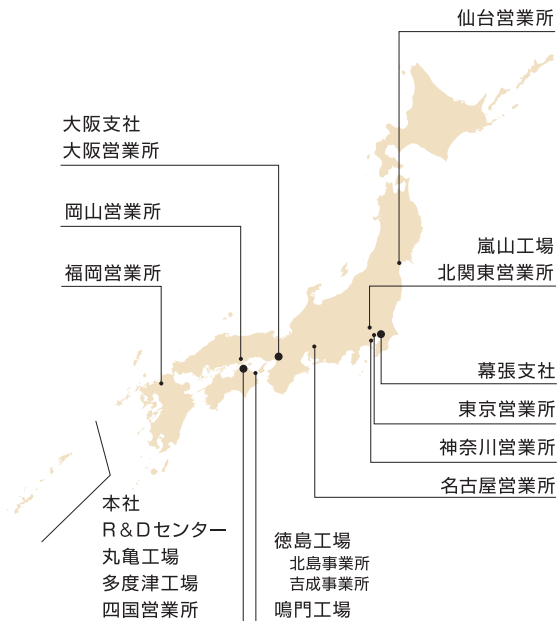 仙台営業所
大阪支社
大阪営業所
岡山営業所
福岡営業所
嵐山工場
北関東営業所
幕張支社
東京営業所
神奈川営業所
名古屋営業所
本社
R&Dセンター
丸亀工場
多度津工場
四国営業所
徳島工場
北島事業所
吉成事業所
鳴門工場